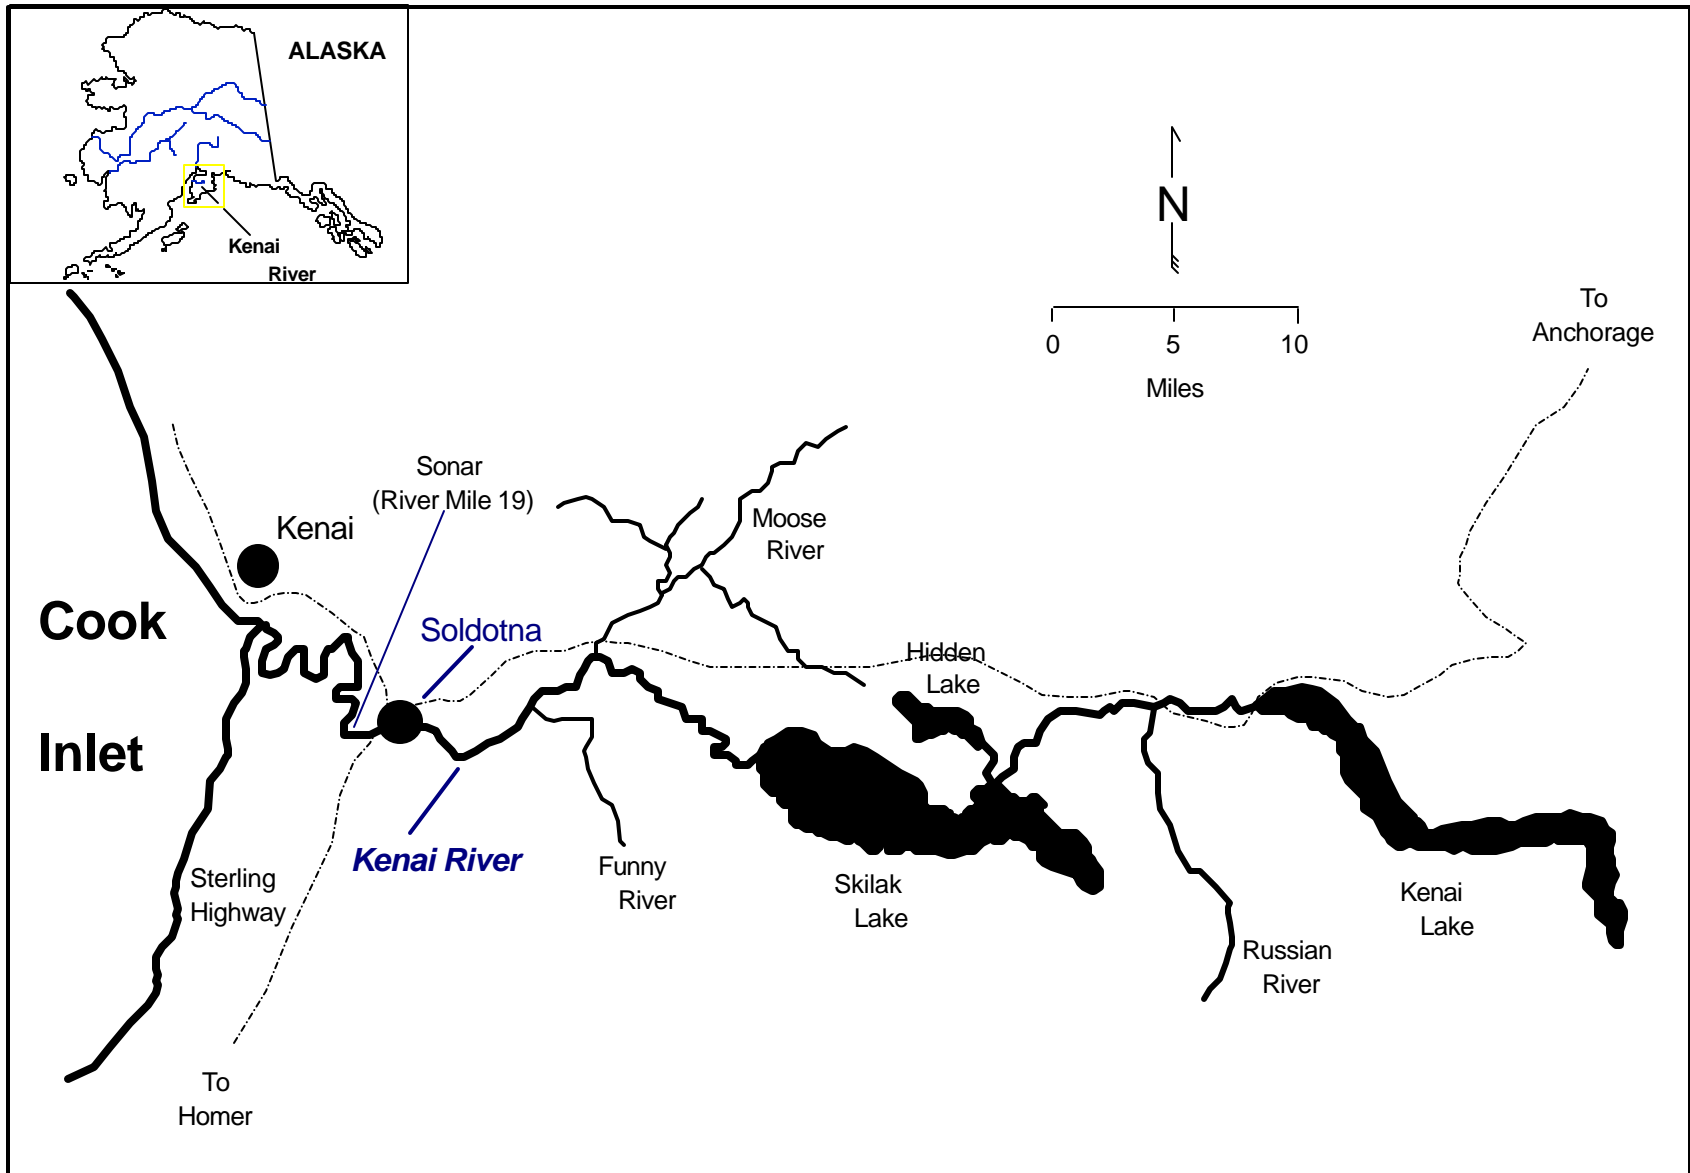 ALASKA
Kenai
River
N
0 5 10
Miles
To
Anchorage
Sonar
(River Mile 19)
Kenai
Moose
River
Cook
Inlet
Soldotna
Hidden
Lake
Kenai River
Sterling
Highway
Funny
River
Skilak
Lake
Kenai
Lake
Russian
River
To
Homer